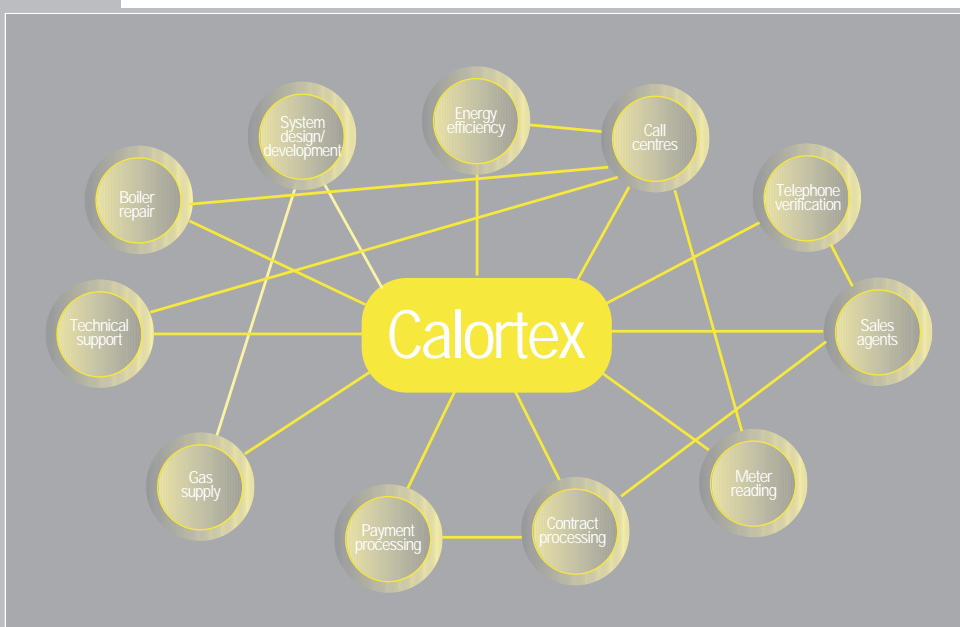 Energy
efficiency
System
design/
development
Call
centres
Boiler
repair
Telephone
verification
Calortex
Technical
support
Sales
agents
Gas
supply
Meter
reading
Payment
processing
Contract
processing